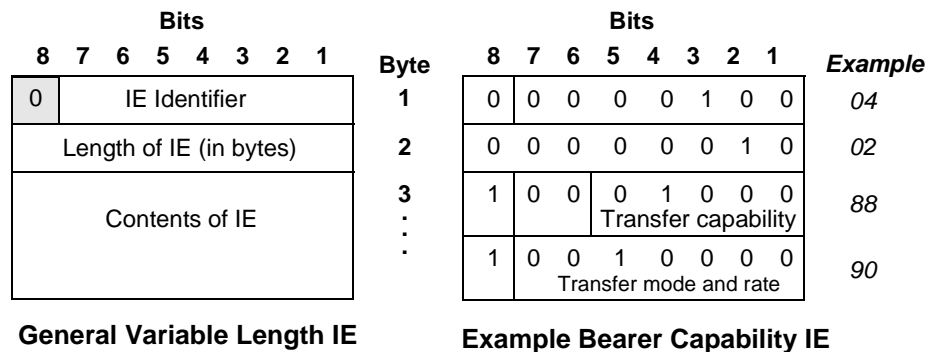 Bits Bits
8 7 6 5 4 3 2 1 Byte 8 7 6 5 4 3 2 1 Example
0 IE Identifier 1 0 0 0 0 0 1 0 0 04
Length of IE (in bytes) 2 0 0 0 0 0 0 1 0 02
Contents of IE 3 1 0 0 0 1 0 0 0 88
. Transfer capability
.
. 1 0 0 1 0 0 0 0 90
Transfer mode and rate
General Variable Length IE Example Bearer Capability IE